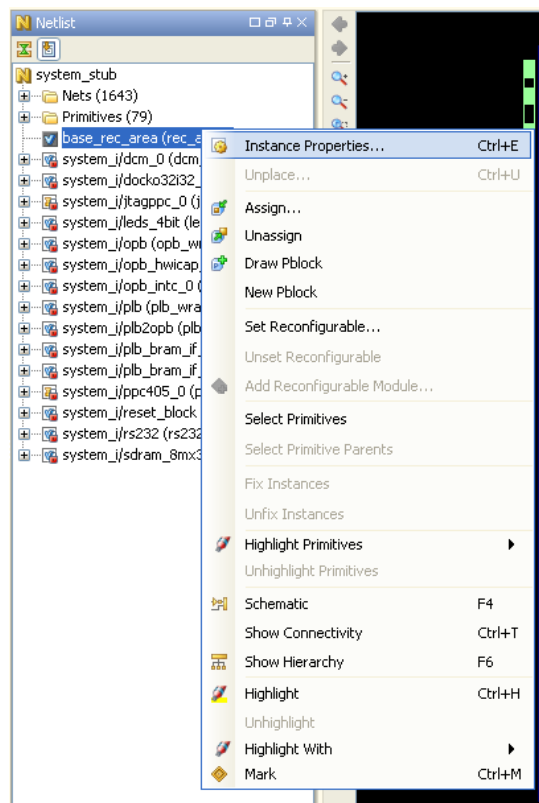 Netlist
system_stub
Nets (1643)
Primitives (79)
base_rec_area (rec_a
system_i/dcm_0 (dcm_
system_i/docko32i32_
system_i/jtagppc_0 (j
system_i/leds_4bit (le
system_i/opb (opb_wr
system_i/opb_hwicap_
system_i/opb_intc_0 (
system_i/plb (plb_wra
system_i/plb2opb (plb
system_i/plb_bram_if_
system_i/plb_bram_if_
system_i/ppc405_0 (p
system_i/reset_block
system_i/rs232 (rs232
system_i/sdram_8mx3
Instance Properties... Ctrl+E
Unplace... Ctrl+U
Assign...
Unassign
Draw Pblock
New Pblock
Set Reconfigurable...
Unset Reconfigurable
Add Reconfigurable Module...
Select Primitives
Select Primitive Parents
Fix Instances
Unfix Instances
Highlight Primitives
Unhighlight Primitives
Schematic F4
Show Connectivity Ctrl+T
Show Hierarchy F6
Highlight Ctrl+H
Unhighlight
Highlight With
Mark Ctrl+M